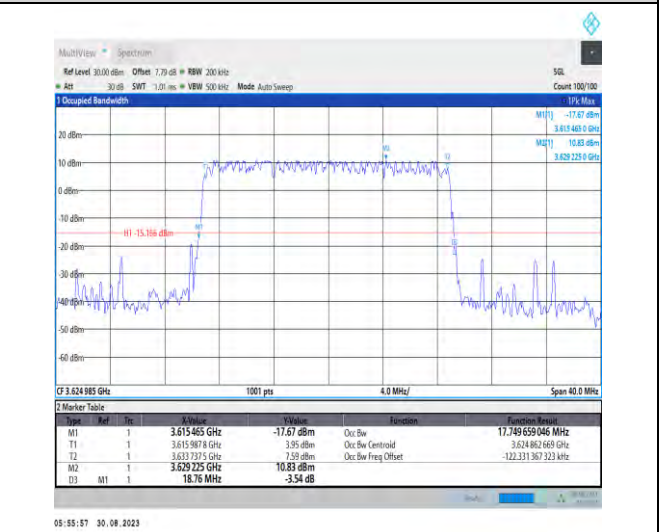 MultiView Spectrum
Ref Level 30.00 dBm Offset 7.79 dB RBW 200 kHz SGL
Att 30 dB SWT 1.01 ms VBW 500 kHz Mode Auto Sweep Count 100/100
1 Occupied Bandwidth 1Pk Max
M1[1] -17.67 dBm
3.615 465 0 GHz
20 dBm
M2[1] 10.83 dBm
3.629 225 0 GHz
M2
10 dBm
T2
0 dBm
-10 dBm
M1
H1 -15.166 dBm
-20 dBm
-30 dBm
-40 dBm
-50 dBm
-60 dBm
CF 3.624 985 GHz 1001 pts 4.0 MHz/ Span 40.0 MHz
2 Marker Table
Type Ref Trc X-Value Y-Value Function Function Result
M1 1 3.615 465 GHz -17.67 dBm Occ Bw 17.749 659 046 MHz
T1 1 3.615 987 8 GHz 3.95 dBm Occ Bw Centroid 3.624 862 669 GHz
T2 1 3.633 737 5 GHz 7.59 dBm Occ Bw Freq Offset -122.331 367 323 kHz
M2 1 3.629 225 GHz 10.83 dBm
D3 M1 1 18.76 MHz -3.54 dB
05:55:57 30.08.2023